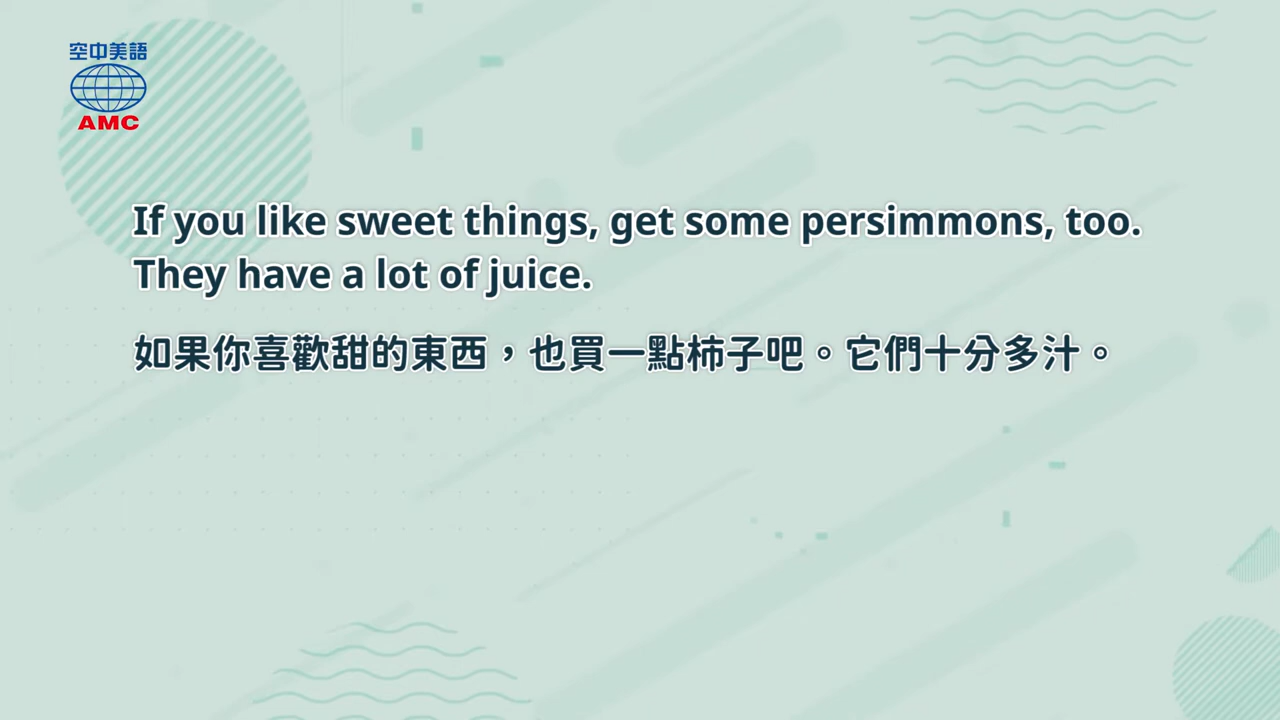 空中美語
AMC
If you like sweet things, get some persimmons, too.
They have a lot of juice.
如果你喜歡甜的東西，也買一點柿子吧。它們十分多汁。